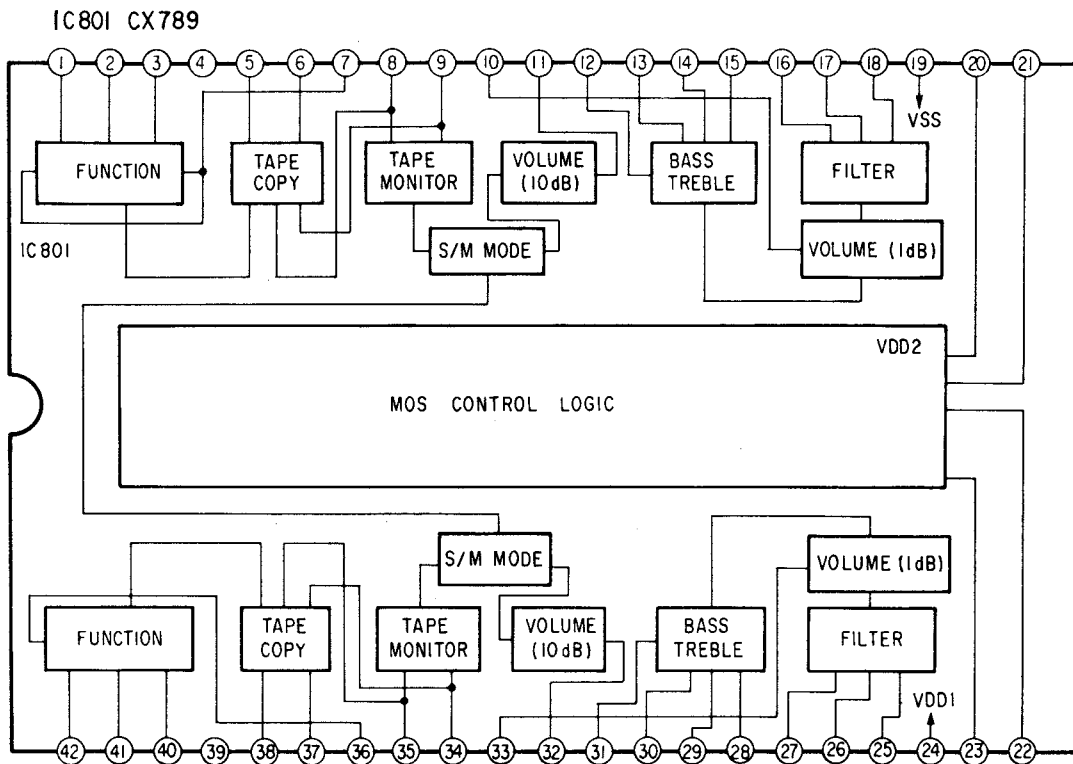 IC801 CX789
1 2 3 4 5 6 7 8 9 10 11 12 13 14 15 16 17 18 19 20 21
VSS
FUNCTION
TAPE
COPY
TAPE
MONITOR
VOLUME
(10dB)
BASS
TREBLE
FILTER
IC801
S/M MODE
VOLUME (1dB)
VDD2
MOS CONTROL LOGIC
S/M MODE
VOLUME (1dB)
FUNCTION
TAPE
COPY
TAPE
MONITOR
VOLUME
(10dB)
BASS
TREBLE
FILTER
VDD1
42 41 40 39 38 37 36 35 34 33 32 31 30 29 28 27 26 25 24 23 22